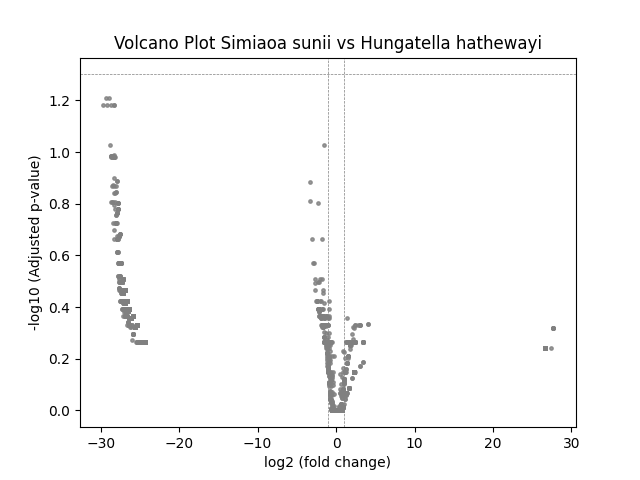 Volcano Plot Simiaoa sunii vs Hungatella hathewayi
-log10 (Adjusted p-value)
1.2
1.0
0.8
0.6
0.4
0.2
0.0
−30 −20 −10 0 10 20 30
log2 (fold change)